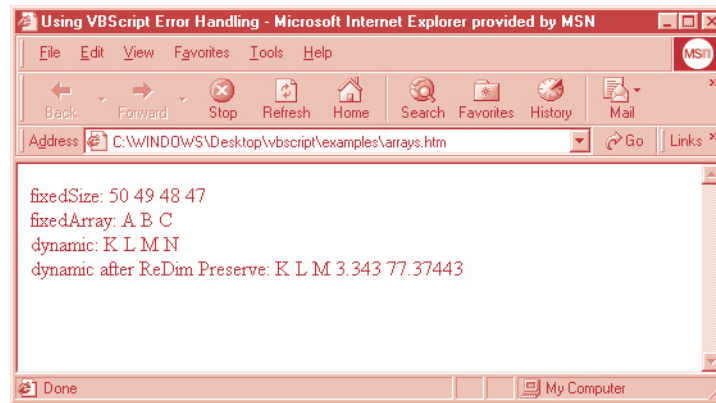 Using VBScript Error Handling - Microsoft Internet Explorer provided by MSN
File Edit View Favorites Tools Help
msn
Back Forward Stop Refresh Home Search Favorites History Mail »
Address C:\WINDOWS\Desktop\vbscript\examples\arrays.htm Go Links »
fixedSize: 50 49 48 47
fixedArray: A B C
dynamic: K L M N
dynamic after ReDim Preserve: K L M 3.343 77.37443
Done My Computer